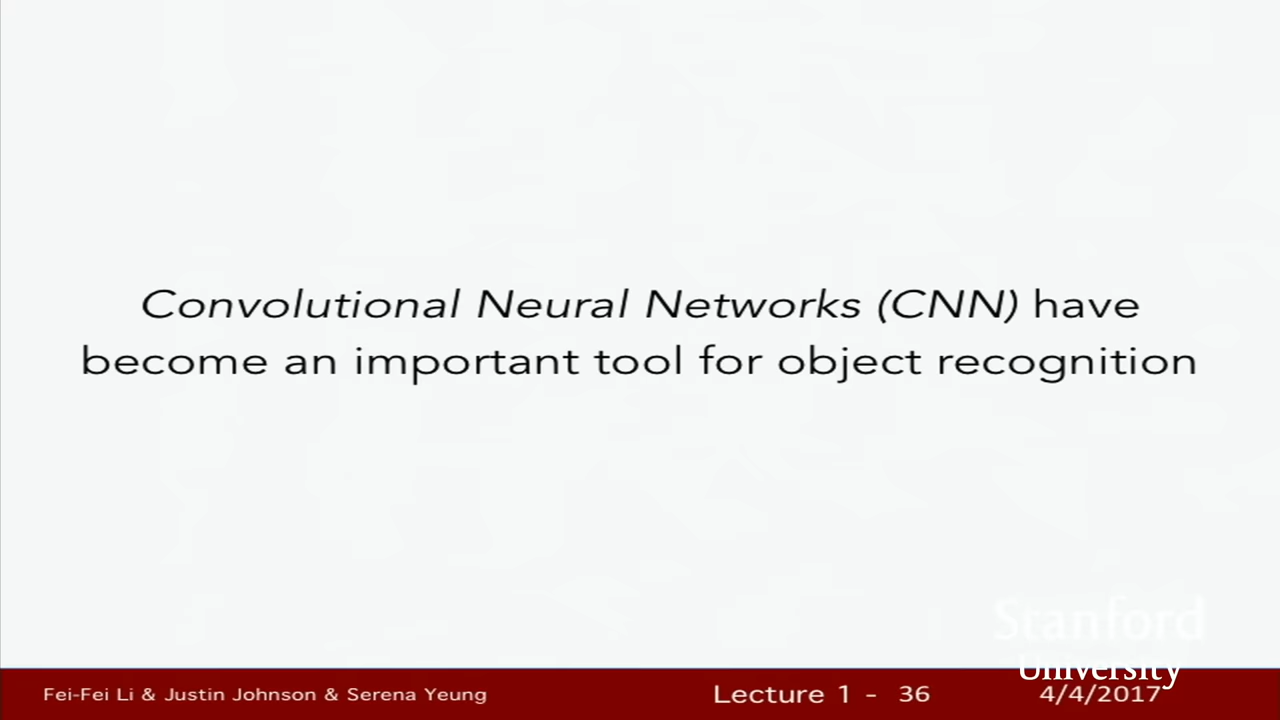 Convolutional Neural Networks (CNN) have
become an important tool for object recognition
Stanford
University
Fei-Fei Li & Justin Johnson & Serena Yeung
Lecture 1 - 36
4/4/2017